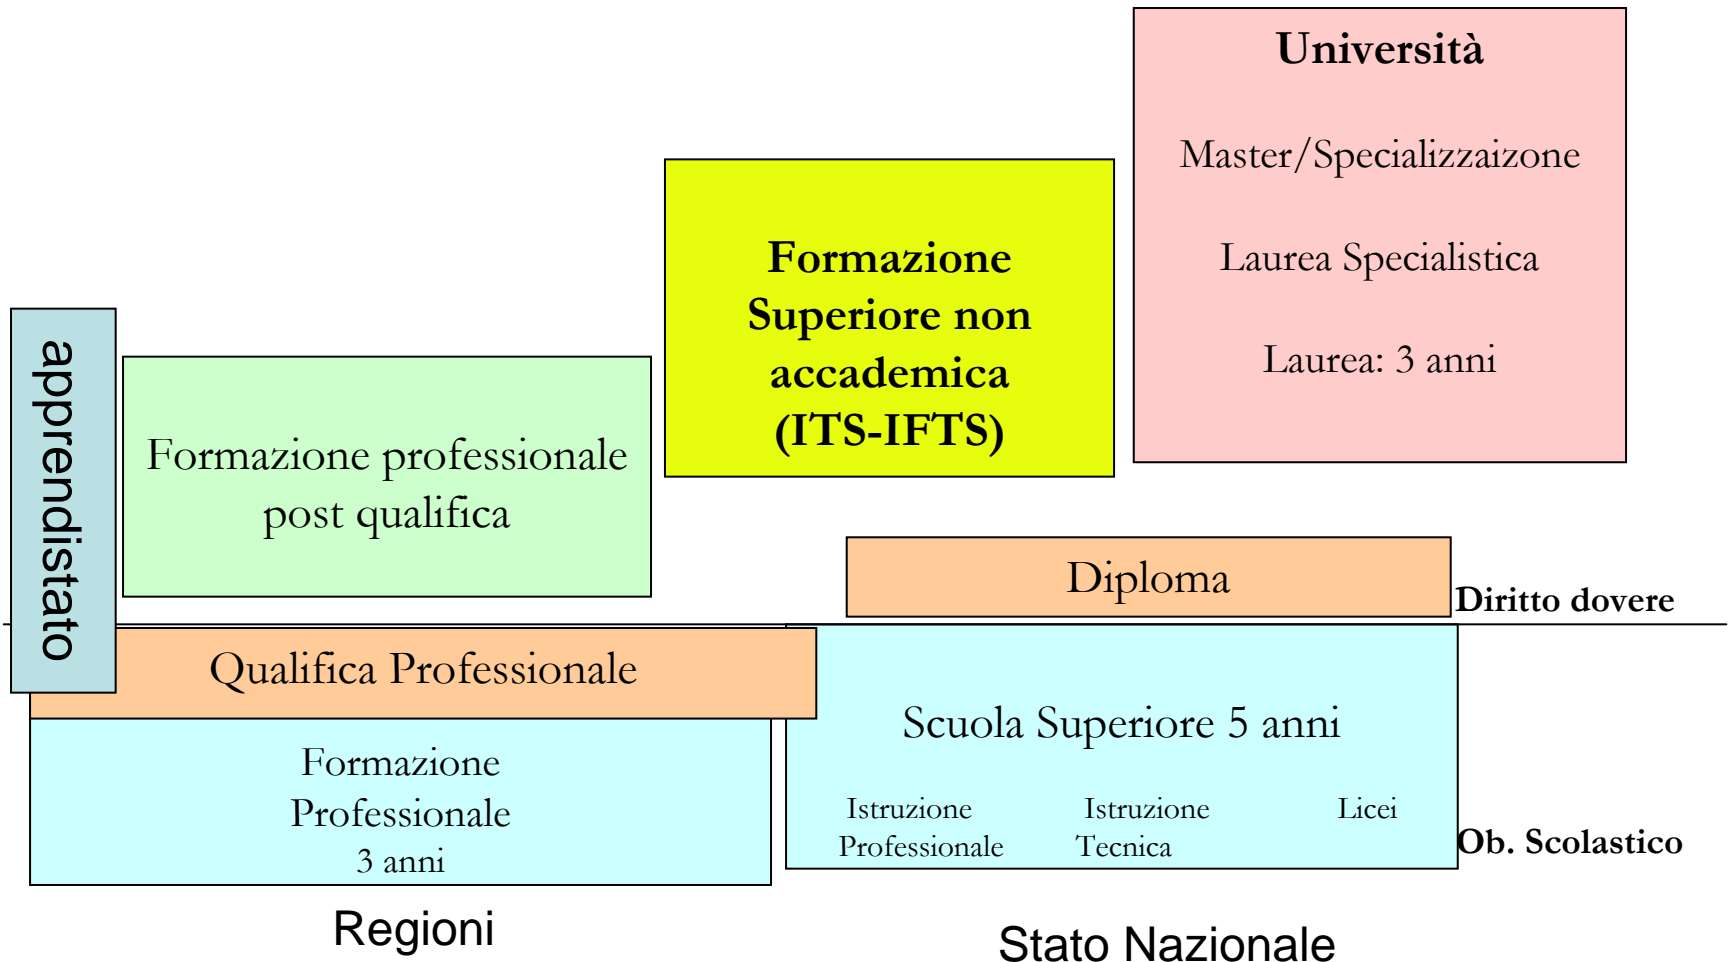 Università
Master/Specializzaizone
Laurea Specialistica
Laurea: 3 anni
Formazione
Superiore non
accademica
(ITS-IFTS)
apprendistato
Formazione professionale
post qualifica
Diploma
Diritto dovere
Qualifica Professionale
Scuola Superiore 5 anni
Formazione
Professionale
3 anni
Istruzione
Professionale
Istruzione
Tecnica
Licei
Ob. Scolastico
Regioni
Stato Nazionale